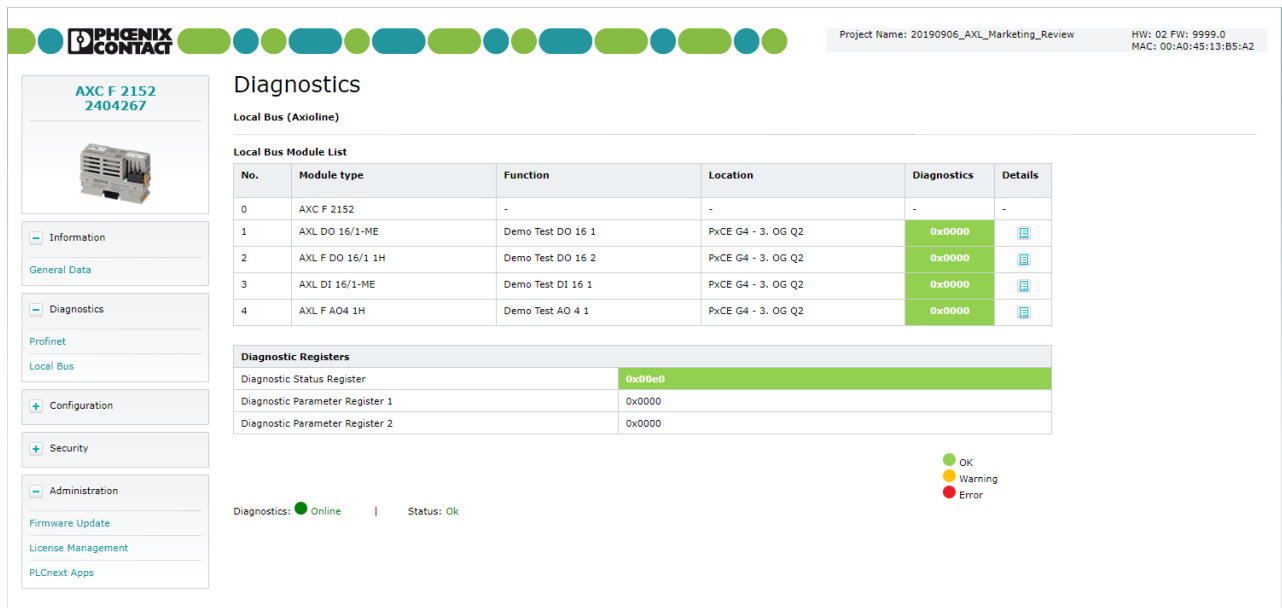 PHŒNIX
CONTACT
Project Name: 20190906_AXL_Marketing_Review
HW: 02 FW: 9999.0
MAC: 00:A0:45:13:B5:A2
AXC F 2152
2404267
Information
General Data
Diagnostics
Profinet
Local Bus
Configuration
Security
Administration
Firmware Update
License Management
PLCnext Apps
Diagnostics
Local Bus (Axioline)
Local Bus Module List
No. Module type Function Location Diagnostics Details
0 AXC F 2152 - - - -
1 AXL DO 16/1-ME Demo Test DO 16 1 PxCE G4 - 3. OG Q2 0x0000
2 AXL F DO 16/1 1H Demo Test DO 16 2 PxCE G4 - 3. OG Q2 0x0000
3 AXL DI 16/1-ME Demo Test DI 16 1 PxCE G4 - 3. OG Q2 0x0000
4 AXL F AO4 1H Demo Test AO 4 1 PxCE G4 - 3. OG Q2 0x0000
Diagnostic Registers
Diagnostic Status Register 0x00e0
Diagnostic Parameter Register 1 0x0000
Diagnostic Parameter Register 2 0x0000
OK
Warning
Error
Diagnostics: Online | Status: Ok